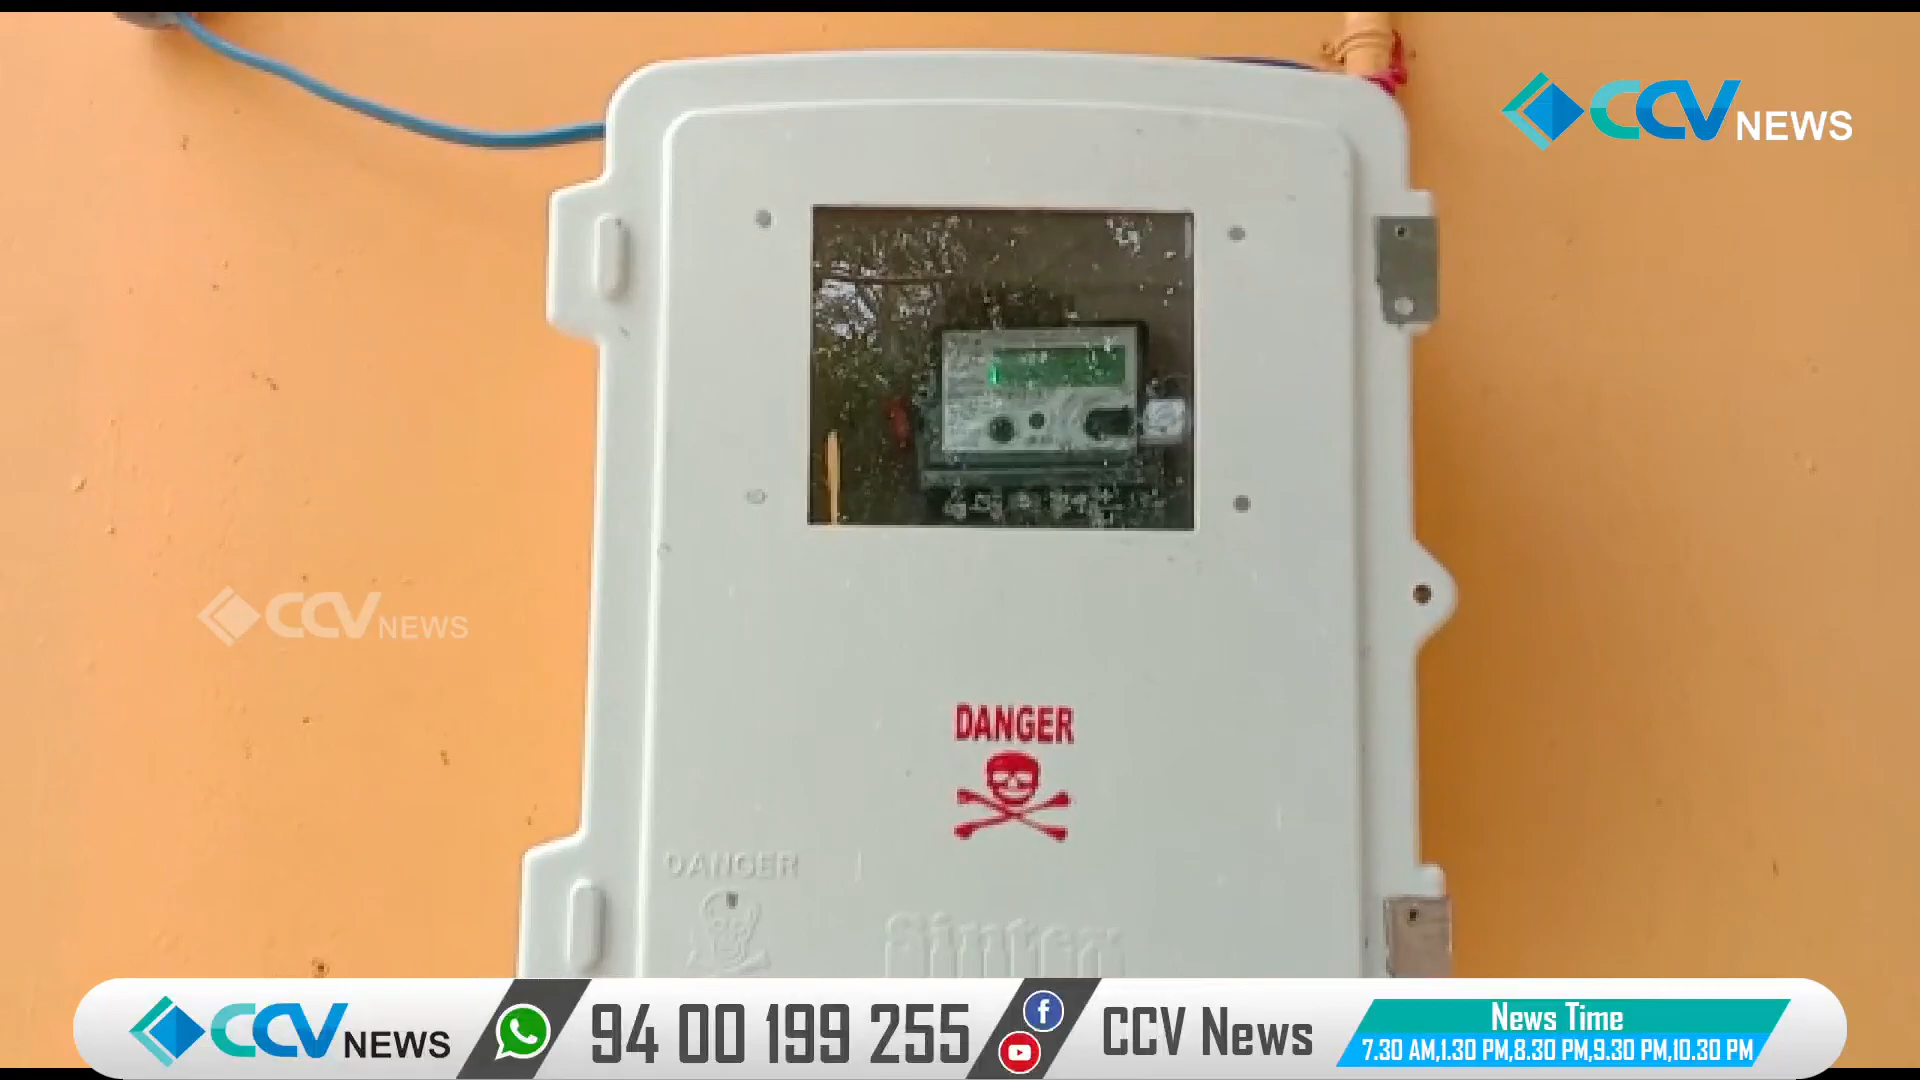 CCV NEWS
CCV NEWS
DANGER
DANGER
Sintex
CCV NEWS
94 00 199 255
CCV News
News Time
7.30 AM,1.30 PM,8.30 PM,9.30 PM,10.30 PM